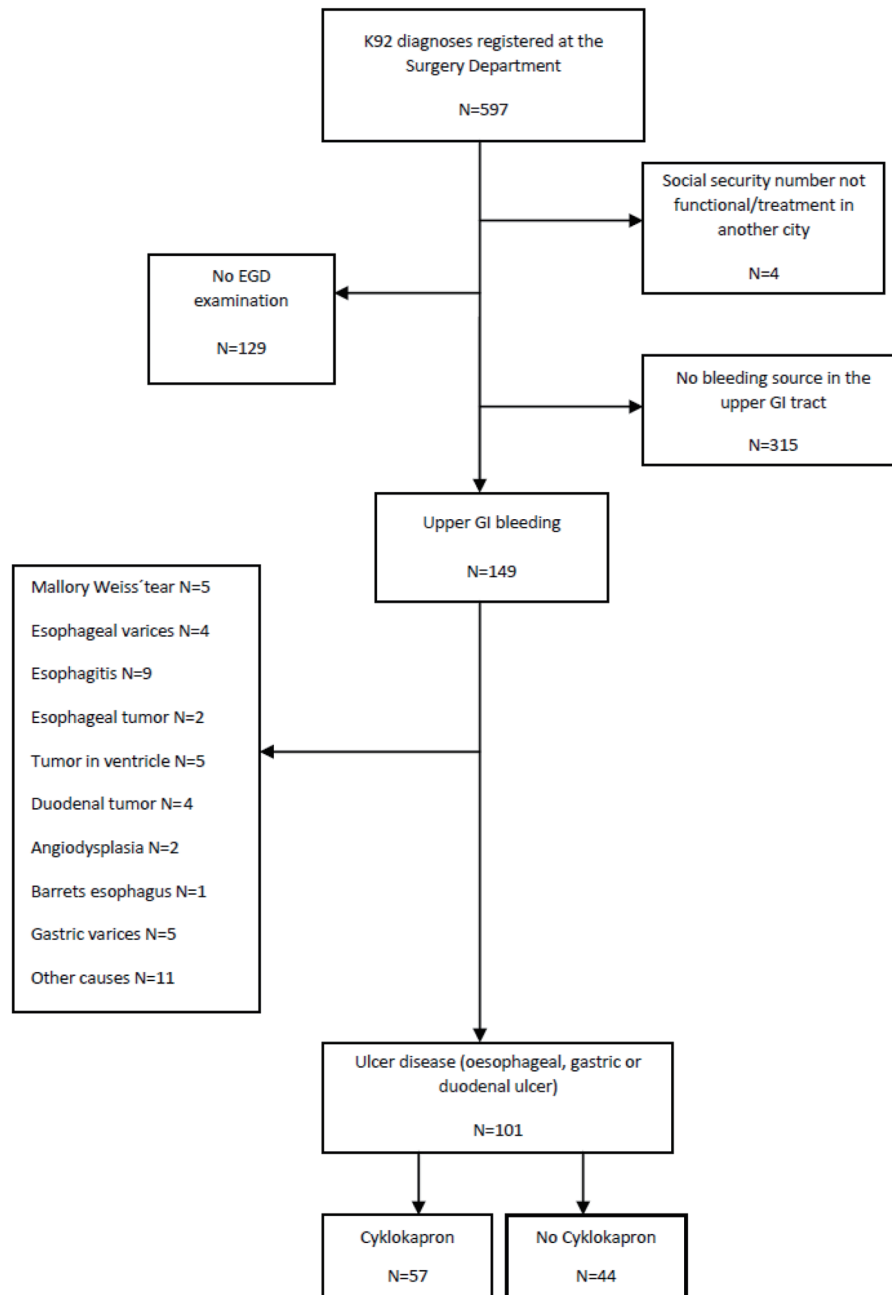 K92 diagnoses registered at the
Surgery Department
N=597
Social security number not
functional/treatment in
another city
N=4
No EGD
examination
N=129
No bleeding source in the
upper GI tract
N=315
Upper GI bleeding
N=149
Mallory Weiss´tear N=5
Esophageal varices N=4
Esophagitis N=9
Esophageal tumor N=2
Tumor in ventricle N=5
Duodenal tumor N=4
Angiodysplasia N=2
Barrets esophagus N=1
Gastric varices N=5
Other causes N=11
Ulcer disease (oesophageal, gastric or
duodenal ulcer)
N=101
Cyklokapron
N=57
No Cyklokapron
N=44